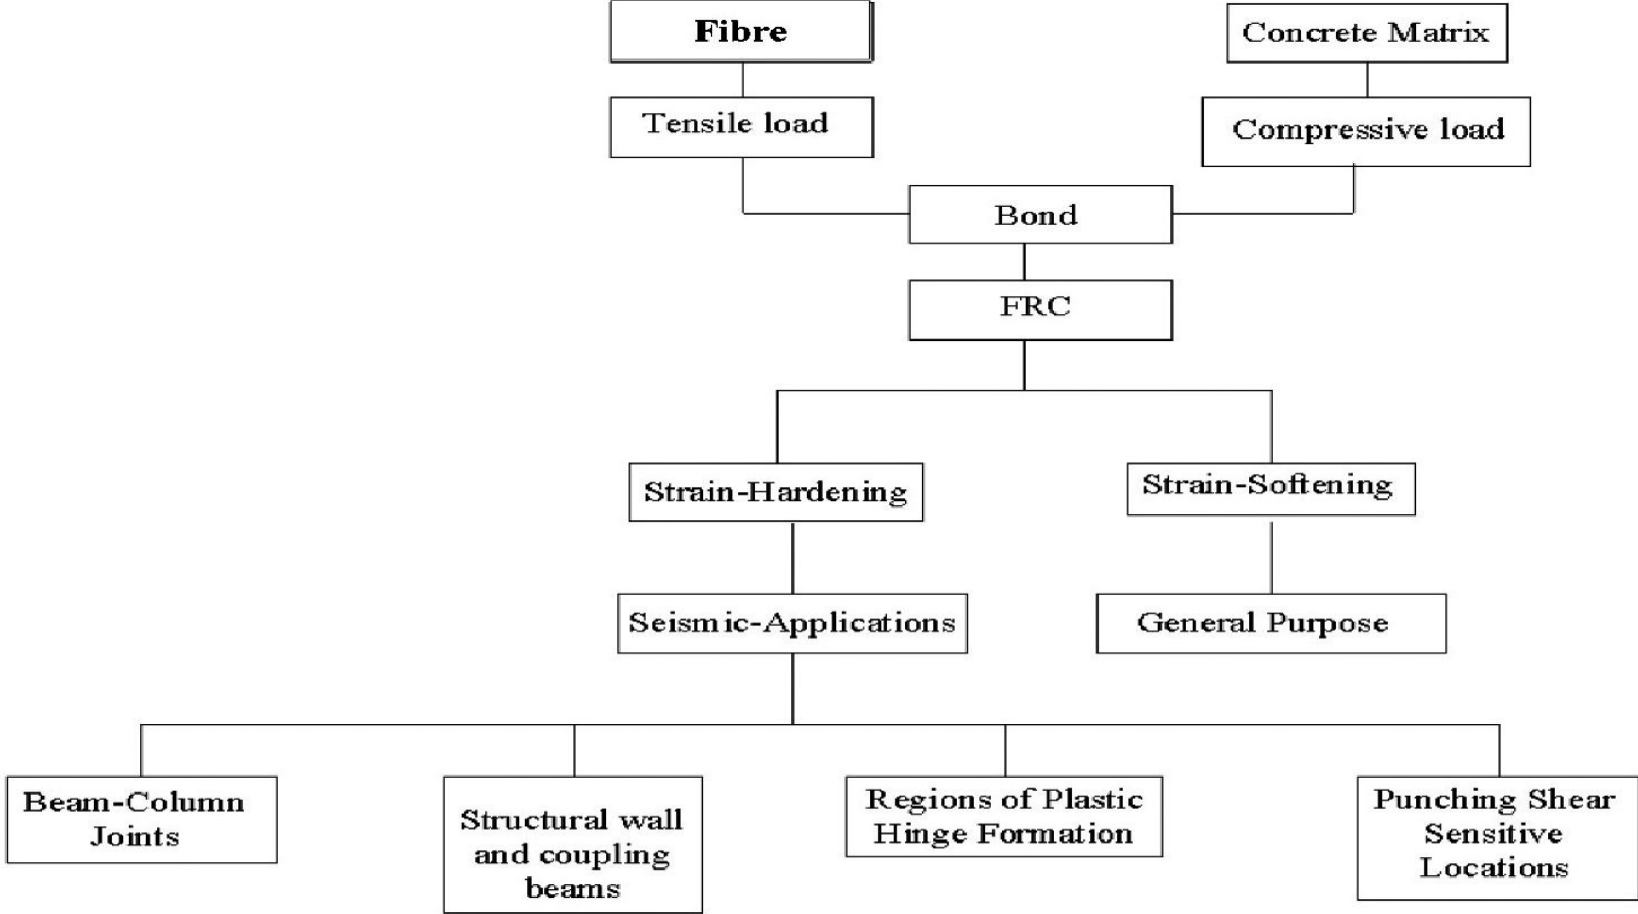 Fibre
Concrete Matrix
Tensile load
Compressive load
Bond
FRC
Strain-Hardening
Strain-Softening
Seismic-Applications
General Purpose
Beam-Column
Joints
Structural wall
and coupling
beams
Regions of Plastic
Hinge Formation
Punching Shear
Sensitive
Locations